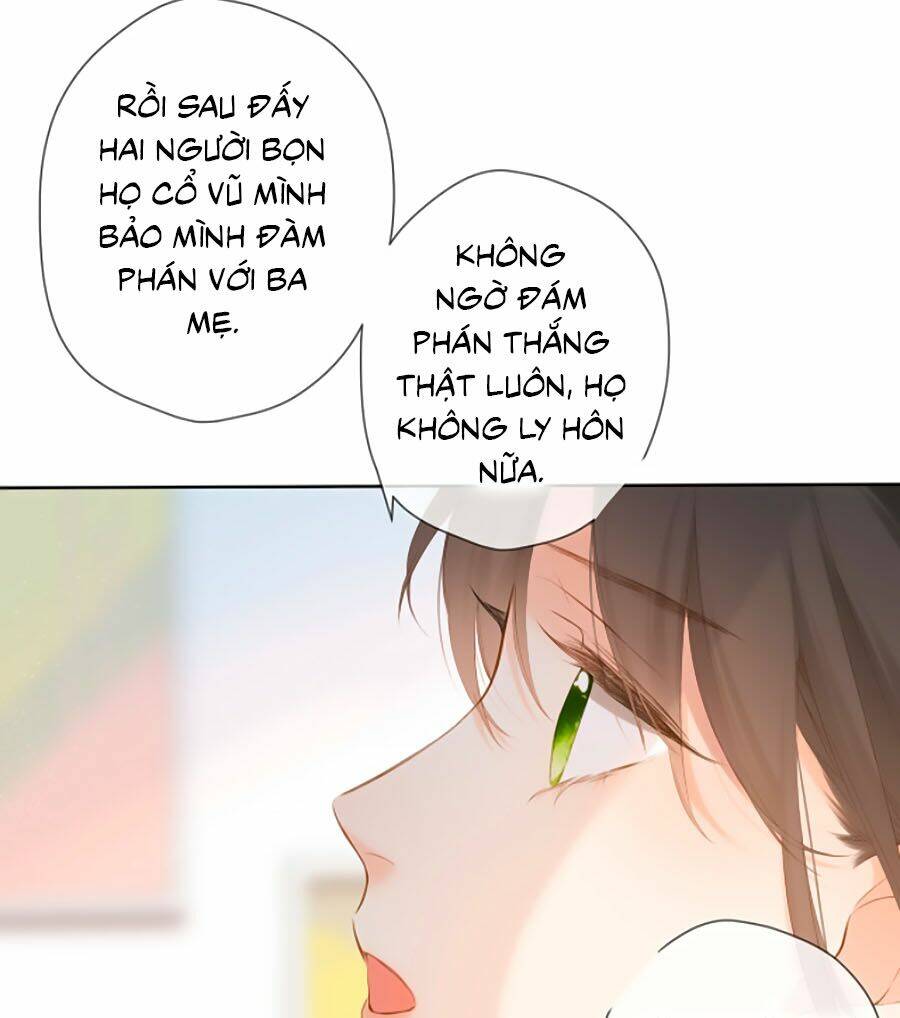 RỒI SAU ĐẤY
HAI NGƯỜI BỌN
HỌ CỔ VŨ MÌNH
BẢO MÌNH ĐÀM
PHÁN VỚI BA
MẸ.
KHÔNG
NGỜ ĐÁM
PHÁN THẮNG
THẬT LUÔN, HỌ
KHÔNG LY HÔN
NỮA.